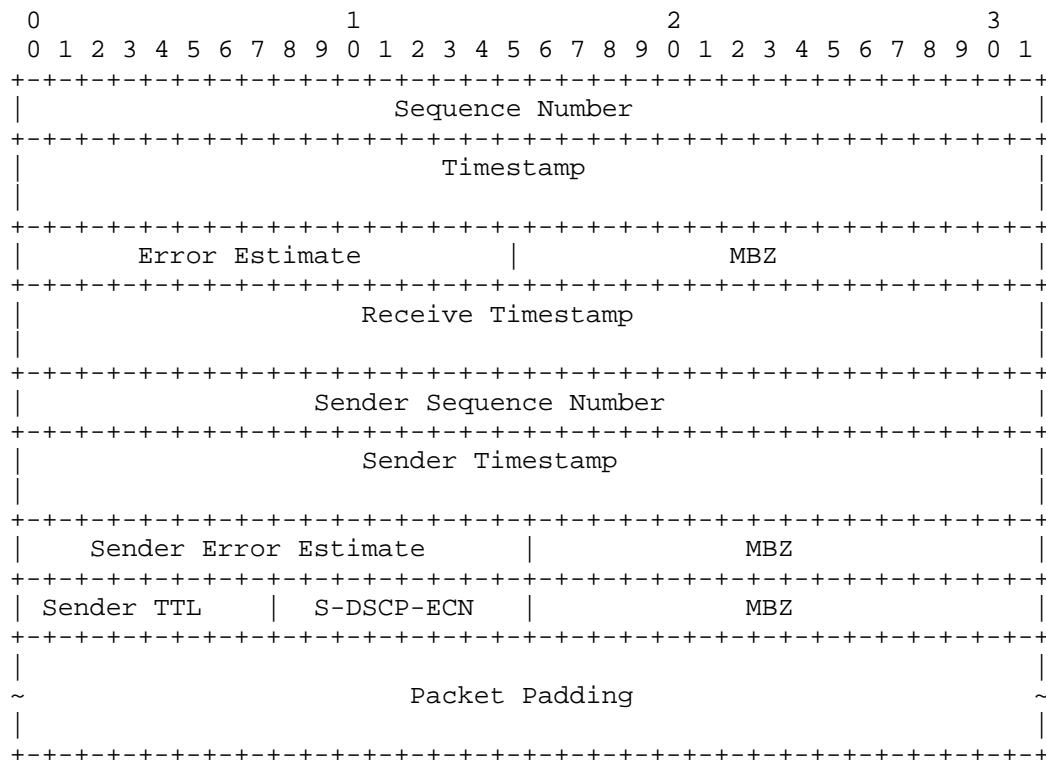 0                   1                   2                   3
 0 1 2 3 4 5 6 7 8 9 0 1 2 3 4 5 6 7 8 9 0 1 2 3 4 5 6 7 8 9 0 1
+-+-+-+-+-+-+-+-+-+-+-+-+-+-+-+-+-+-+-+-+-+-+-+-+-+-+-+-+-+-+-+-+
|                       Sequence Number                         |
+-+-+-+-+-+-+-+-+-+-+-+-+-+-+-+-+-+-+-+-+-+-+-+-+-+-+-+-+-+-+-+-+
|                          Timestamp                            |
|                                                               |
+-+-+-+-+-+-+-+-+-+-+-+-+-+-+-+-+-+-+-+-+-+-+-+-+-+-+-+-+-+-+-+-+
|       Error Estimate         |             MBZ                |
+-+-+-+-+-+-+-+-+-+-+-+-+-+-+-+-+-+-+-+-+-+-+-+-+-+-+-+-+-+-+-+-+
|                     Receive Timestamp                         |
|                                                               |
+-+-+-+-+-+-+-+-+-+-+-+-+-+-+-+-+-+-+-+-+-+-+-+-+-+-+-+-+-+-+-+-+
|                  Sender Sequence Number                       |
+-+-+-+-+-+-+-+-+-+-+-+-+-+-+-+-+-+-+-+-+-+-+-+-+-+-+-+-+-+-+-+-+
|                     Sender Timestamp                          |
|                                                               |
+-+-+-+-+-+-+-+-+-+-+-+-+-+-+-+-+-+-+-+-+-+-+-+-+-+-+-+-+-+-+-+-+
|    Sender Error Estimate      |             MBZ               |
+-+-+-+-+-+-+-+-+-+-+-+-+-+-+-+-+-+-+-+-+-+-+-+-+-+-+-+-+-+-+-+-+
| Sender TTL    |  S-DSCP-ECN   |             MBZ               |
+-+-+-+-+-+-+-+-+-+-+-+-+-+-+-+-+-+-+-+-+-+-+-+-+-+-+-+-+-+-+-+-+
|                                                               |
~                        Packet Padding                         ~
|                                                               |
+-+-+-+-+-+-+-+-+-+-+-+-+-+-+-+-+-+-+-+-+-+-+-+-+-+-+-+-+-+-+-+-+